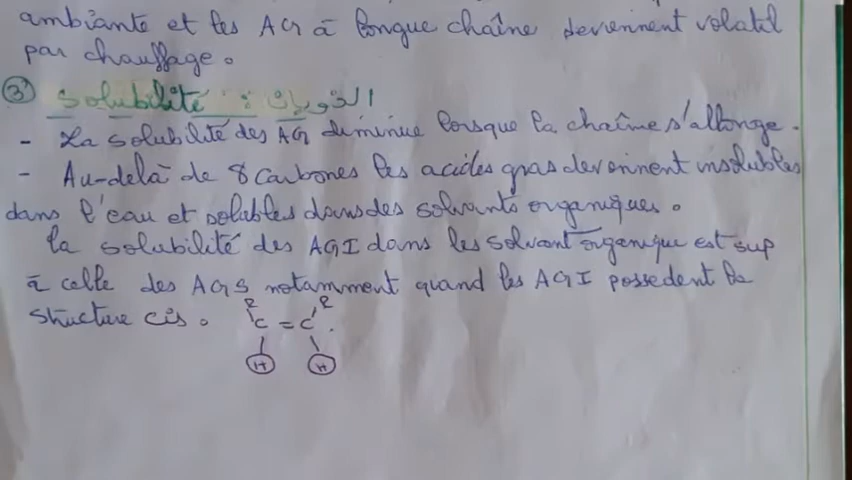 ambiante et les AG à longue chaîne deviennent volatil
par chauffage.
3) Solubilité : الذوبان
- La solubilité des AG diminue lorsque la chaîne s'allonge.
- Au-delà de 8 carbones les acides gras deviennent insolubles
dans l'eau et solubles dans des solvants organiques.
la solubilité des AGI dans les solvant organique est sup
à celle des AGS notamment quand les AGI possedent la
structure cis.
R R
C = C.
H H